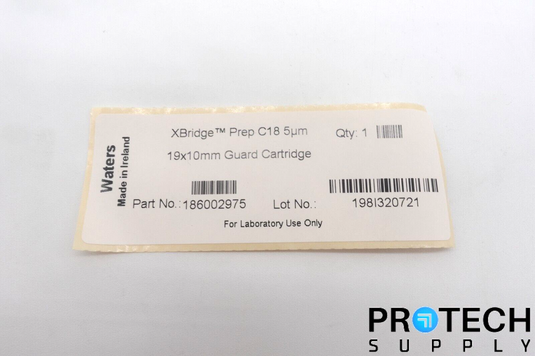 Waters
Made in Ireland
XBridge™ Prep C18 5µm Qty: 1
19x10mm Guard Cartridge
Part No.: 186002975 Lot No.: 198I320721
For Laboratory Use Only
PROTECH
SUPPLY